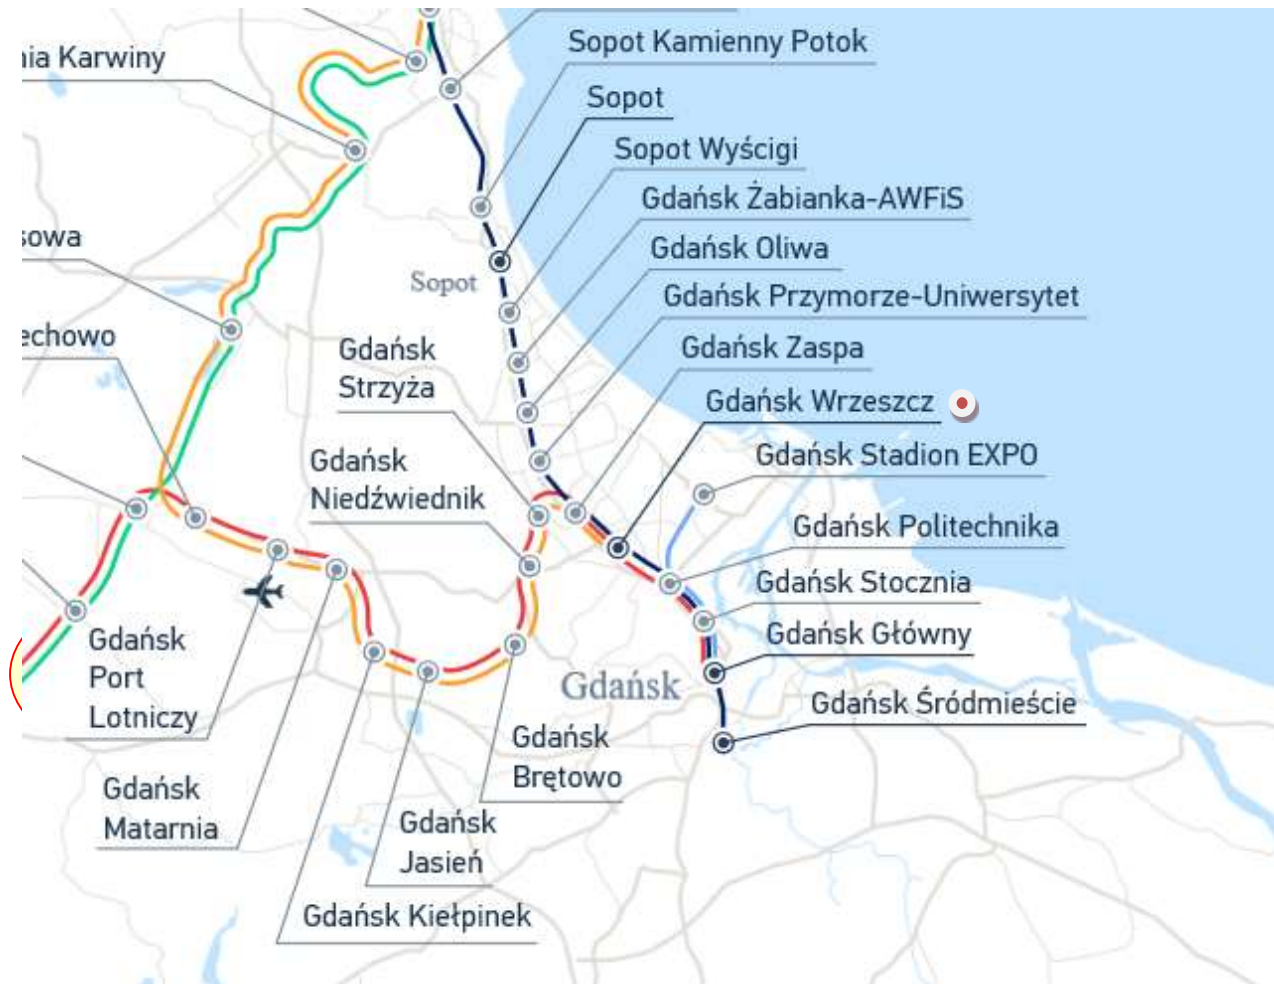 Sopot Kamienny Potok
nia Karwiny
Sopot
Sopot Wyścigi
Gdańsk Żabianka-AWFiS
sowa
Gdańsk Oliwa
Sopot
Gdańsk Przymorze-Uniwersytet
echowo
Gdańsk
Strzyża
Gdańsk Zaspa
Gdańsk Wrzeszcz
Gdańsk Stadion EXPO
Gdańsk
Niedźwiednik
Gdańsk Politechnika
Gdańsk Stocznia
Gdańsk Główny
Gdańsk
Port
Lotniczy
Gdańsk
Gdańsk Śródmieście
Gdańsk
Brętowo
Gdańsk
Matarnia
Gdańsk
Jasień
Gdańsk Kiełpinek